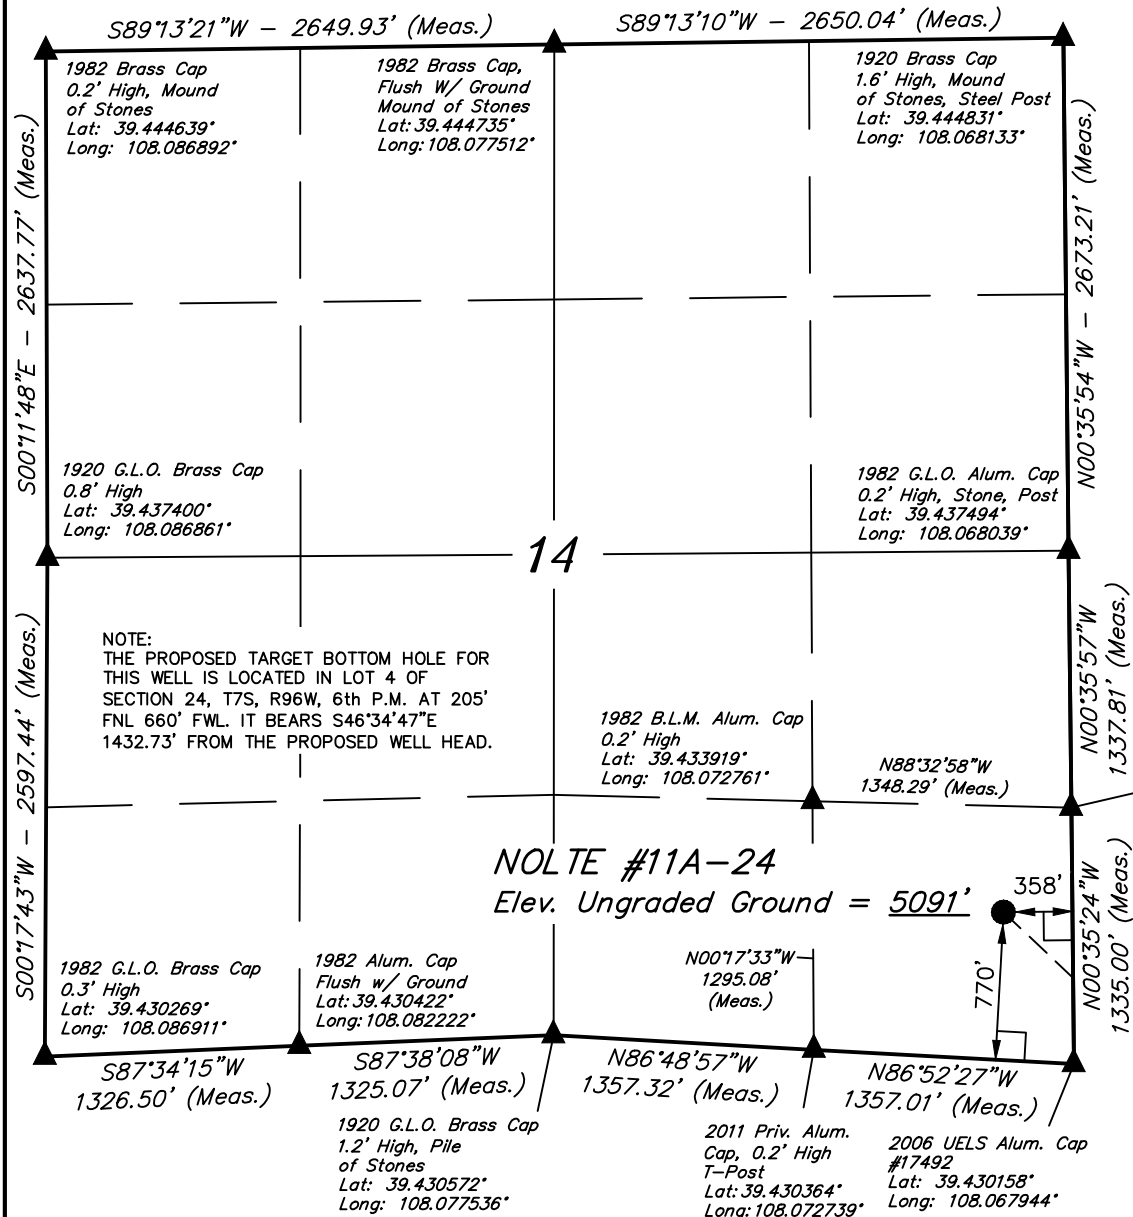 S89°13'21"W – 2649.93' (Meas.)
S89°13'10"W – 2650.04' (Meas.)
1982 Brass Cap
0.2' High, Mound
of Stones
Lat: 39.444639°
Long: 108.086892°
1982 Brass Cap,
Flush W/ Ground
Mound of Stones
Lat: 39.444735°
Long: 108.077512°
1920 Brass Cap
1.6' High, Mound
of Stones, Steel Post
Lat: 39.444831°
Long: 108.068133°
S00°11'48"E – 2637.77' (Meas.)
N00°35'54"W – 2673.21' (Meas.)
1920 G.L.O. Brass Cap
0.8' High
Lat: 39.437400°
Long: 108.086861°
1982 G.L.O. Alum. Cap
0.2' High, Stone, Post
Lat: 39.437494°
Long: 108.068039°
14
NOTE:
THE PROPOSED TARGET BOTTOM HOLE FOR
THIS WELL IS LOCATED IN LOT 4 OF
SECTION 24, T7S, R96W, 6th P.M. AT 205'
FNL 660' FWL. IT BEARS S46°34'47"E
1432.73' FROM THE PROPOSED WELL HEAD.
S00°17'43"W – 2597.44' (Meas.)
N00°35'57"W
1337.81' (Meas.)
1982 B.L.M. Alum. Cap
0.2' High
Lat: 39.433919°
Long: 108.072761°
N88°32'58"W
1348.29' (Meas.)
NOLTE #11A–24
Elev. Ungraded Ground = 5091'
358'
770'
N00°35'24"W
1335.00' (Meas.)
N00°17'33"W
1295.08'
(Meas.)
1982 G.L.O. Brass Cap
0.3' High
Lat: 39.430269°
Long: 108.086911°
1982 Alum. Cap
Flush w/ Ground
Lat: 39.430422°
Long: 108.082222°
S87°34'15"W
1326.50' (Meas.)
S87°38'08"W
1325.07' (Meas.)
N86°48'57"W
1357.32' (Meas.)
N86°52'27"W
1357.01' (Meas.)
1920 G.L.O. Brass Cap
1.2' High, Pile
of Stones
Lat: 39.430572°
Long: 108.077536°
2011 Priv. Alum.
Cap, 0.2' High
T–Post
Lat: 39.430364°
Long: 108.072739°
2006 UELS Alum. Cap
#17492
Lat: 39.430158°
Long: 108.067944°